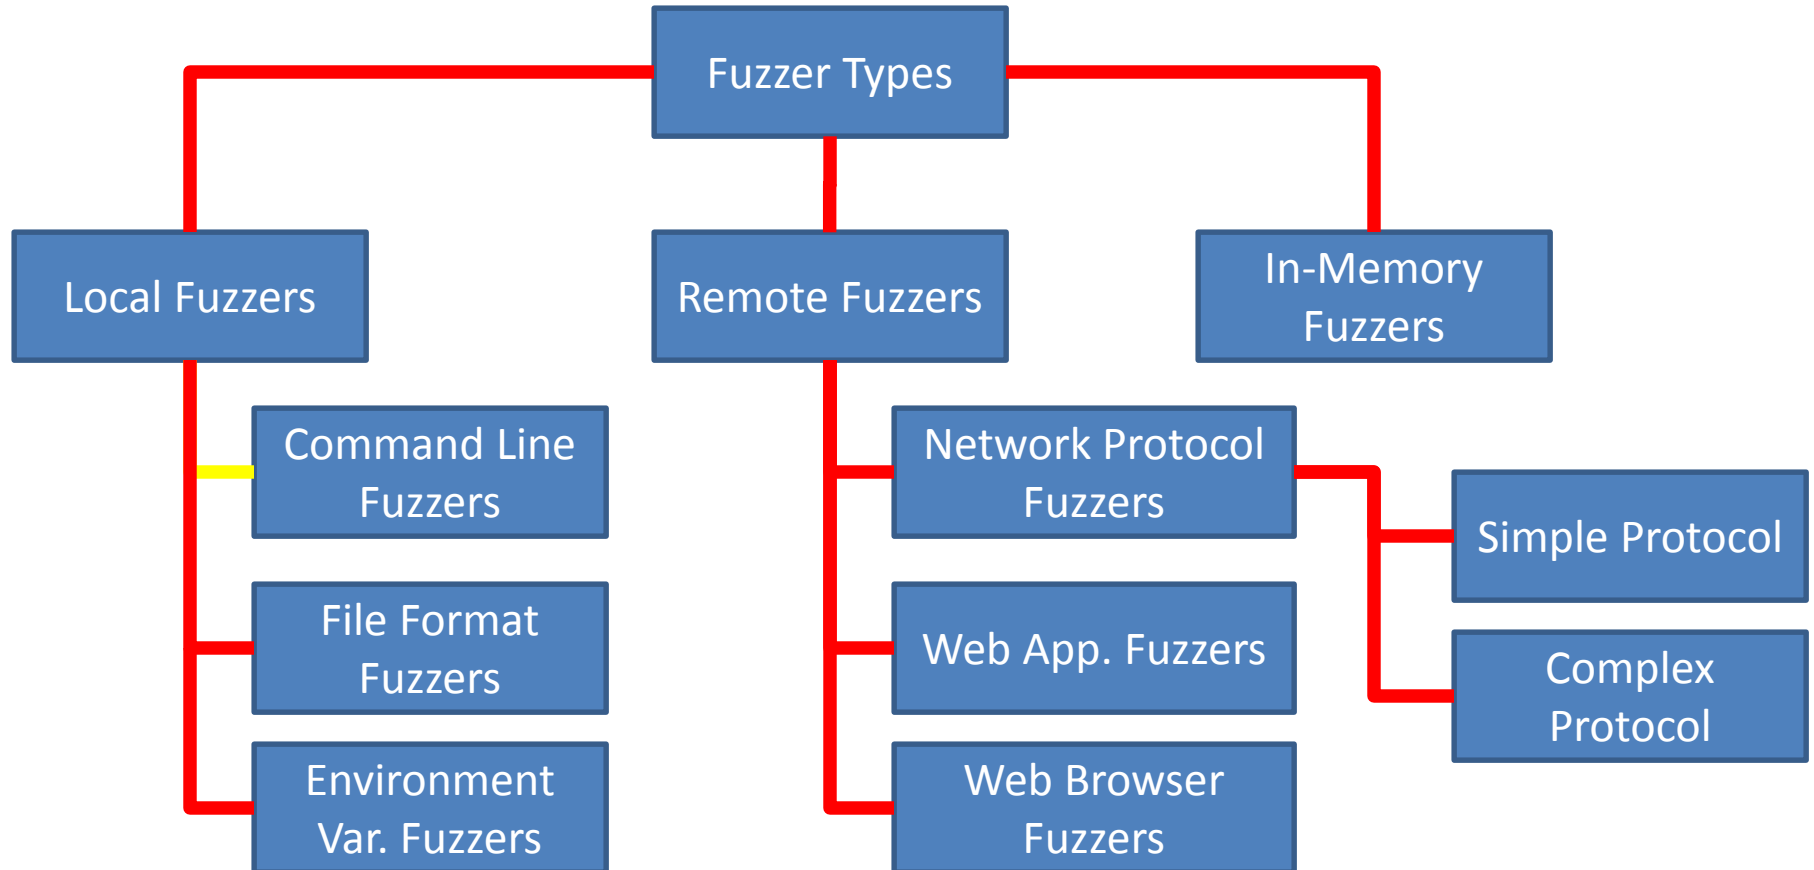 Fuzzer Types
Local Fuzzers
Remote Fuzzers
In-Memory
Fuzzers
Command Line
Fuzzers
File Format
Fuzzers
Environment
Var. Fuzzers
Network Protocol
Fuzzers
Web App. Fuzzers
Web Browser
Fuzzers
Simple Protocol
Complex
Protocol